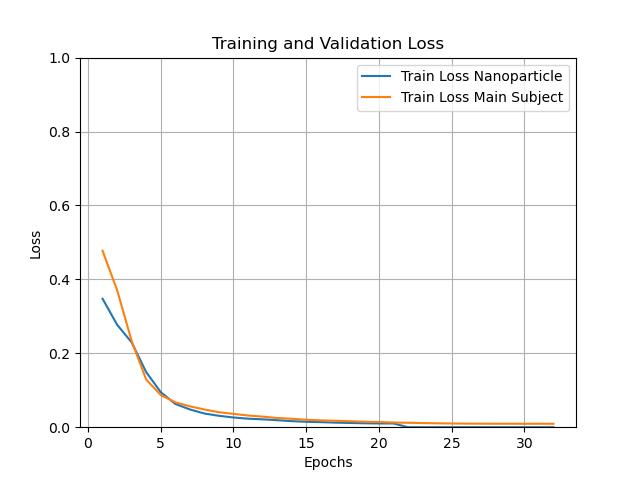 Training and Validation Loss
Train Loss Nanoparticle
Train Loss Main Subject
1.0
0.8
0.6
0.4
0.2
0.0
Loss
0 5 10 15 20 25 30
Epochs